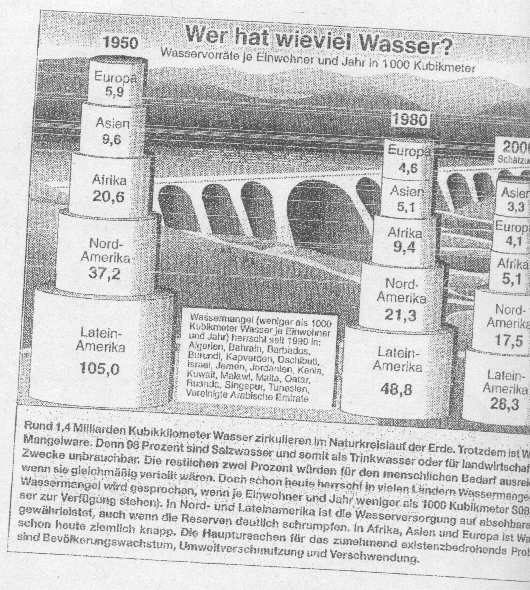 Wer hat wieviel Wasser?
Wasservorräte je Einwohner und Jahr in 1000 Kubikmeter
1950
Europa
5,9
Asien
9,6
Afrika
20,6
Nord-
Amerika
37,2
Latein-
Amerika
105,0
1980
Europa
4,6
Asien
5,1
Afrika
9,4
Nord-
Amerika
21,3
Latein-
Amerika
48,8
200
Schätzu
Asien
3,3
Europa
4,1
Afrika
5,1
Nord-
Amerika
17,5
Latein-
Amerika
28,3
Wassermangel (weniger als 1000
Kubikmeter Wasser je Einwohner
und Jahr) herrscht seit 1990 in:
Algerien, Bahrain, Barbados,
Burundi, Kapverden, Dschibuti,
Israel, Jemen, Jordanien, Kenia,
Kuwait, Malawi, Malta, Qatar,
Ruanda, Singapur, Tunesien,
Vereinigte Arabische Emirate
Rund 1,4 Milliarden Kubikkilometer Wasser zirkulieren im Naturkreislauf der Erde. Trotzdem ist W
Mangelware. Denn 98 Prozent sind Salzwasser und somit als Trinkwasser oder für landwirtschaf
Zwecke unbrauchbar. Die restlichen zwei Prozent würden für den menschlichen Bedarf ausrei
wenn sie gleichmäßig verteilt wären. Doch schon heute herrscht in vielen Ländern Wassermange
Wassermangel wird gesprochen, wenn je Einwohner und Jahr weniger als 1000 Kubikmeter Süß
ser zur Verfügung stehen). In Nord- und Lateinamerika ist die Wasserversorgung auf absehbare
gewährleistet, auch wenn die Reserven deutlich schrumpfen. In Afrika, Asien und Europa ist Wa
schon heute ziemlich knapp. Die Hauptursachen für das zunehmend existenzbedrohende Prob
sind Bevölkerungswachstum, Umweltverschmutzung und Verschwendung.